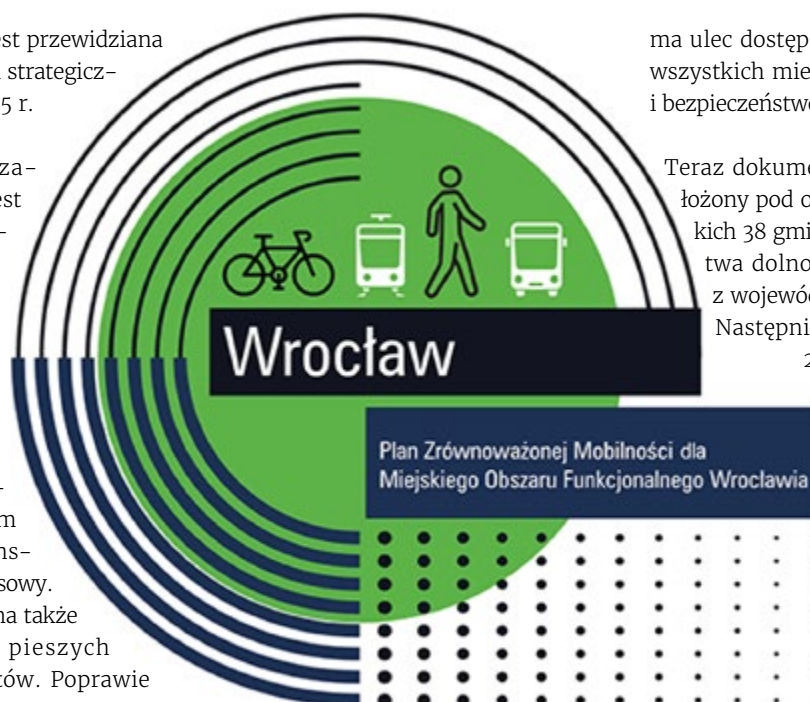 est przewidziana
strategicz-
5 r.
za-
est
-
-
m
ns-
sowy.
na także
pieszych
tów. Poprawie
Wrocław
Plan Zrównoważonej Mobilności dla
Miejskiego Obszaru Funkcjonalnego Wrocławia
ma ulec dostęp
wszystkich mie
i bezpieczeństw
Teraz dokume
łożony pod o
kich 38 gmi
twa dolno
z wojewó
Następni
2